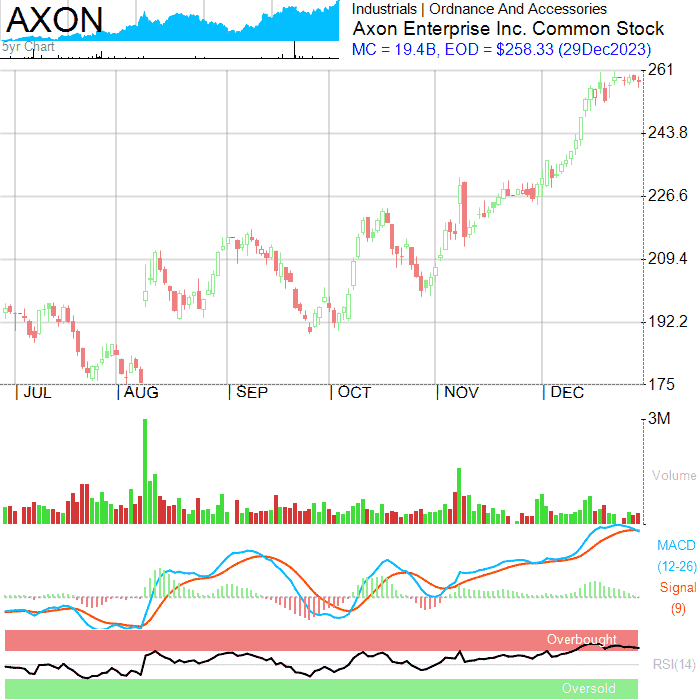 AXON
5yr Chart
Industrials | Ordnance And Accessories
Axon Enterprise Inc. Common Stock
MC = 19.4B, EOD = $258.33 (29Dec2023)
261
243.8
226.6
209.4
192.2
175
JUL AUG SEP OCT NOV DEC
3M
Volume
MACD
(12-26)
Signal
(9)
Overbought
RSI(14)
Oversold